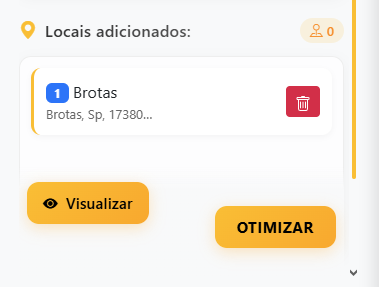 Locais adicionados:
0
1 Brotas
Brotas, Sp, 17380...
Visualizar
OTIMIZAR